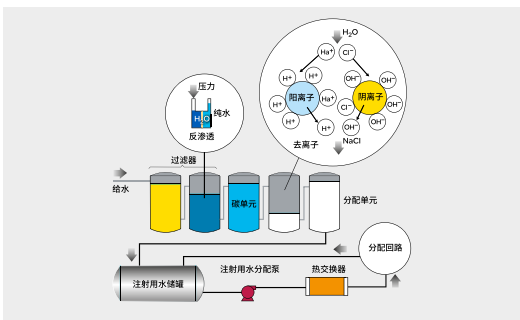 H₂O
Ha⁺
Cl⁻
H⁺
H⁺
OH⁻
OH⁻
阳离子
阴离子
H⁺
Ha⁺
Cl⁻
OH⁻
H⁺
H⁺
OH⁻
OH⁻
去离子
NaCl
压力
纯水
H₂O
反渗透
过滤器
给水
碳单元
分配单元
分配回路
注射用水储罐
注射用水分配泵
热交换器